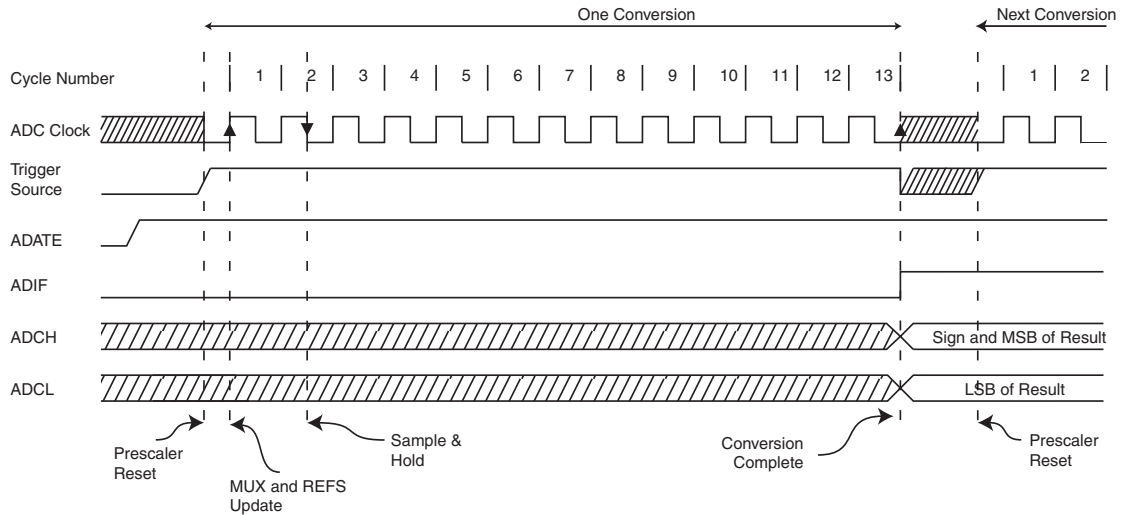 One Conversion
Next Conversion
Cycle Number
1 2 3 4 5 6 7 8 9 10 11 12 13 1 2
ADC Clock
Trigger
Source
ADATE
ADIF
ADCH
Sign and MSB of Result
ADCL
LSB of Result
Prescaler
Reset
MUX and REFS
Update
Sample &
Hold
Conversion
Complete
Prescaler
Reset